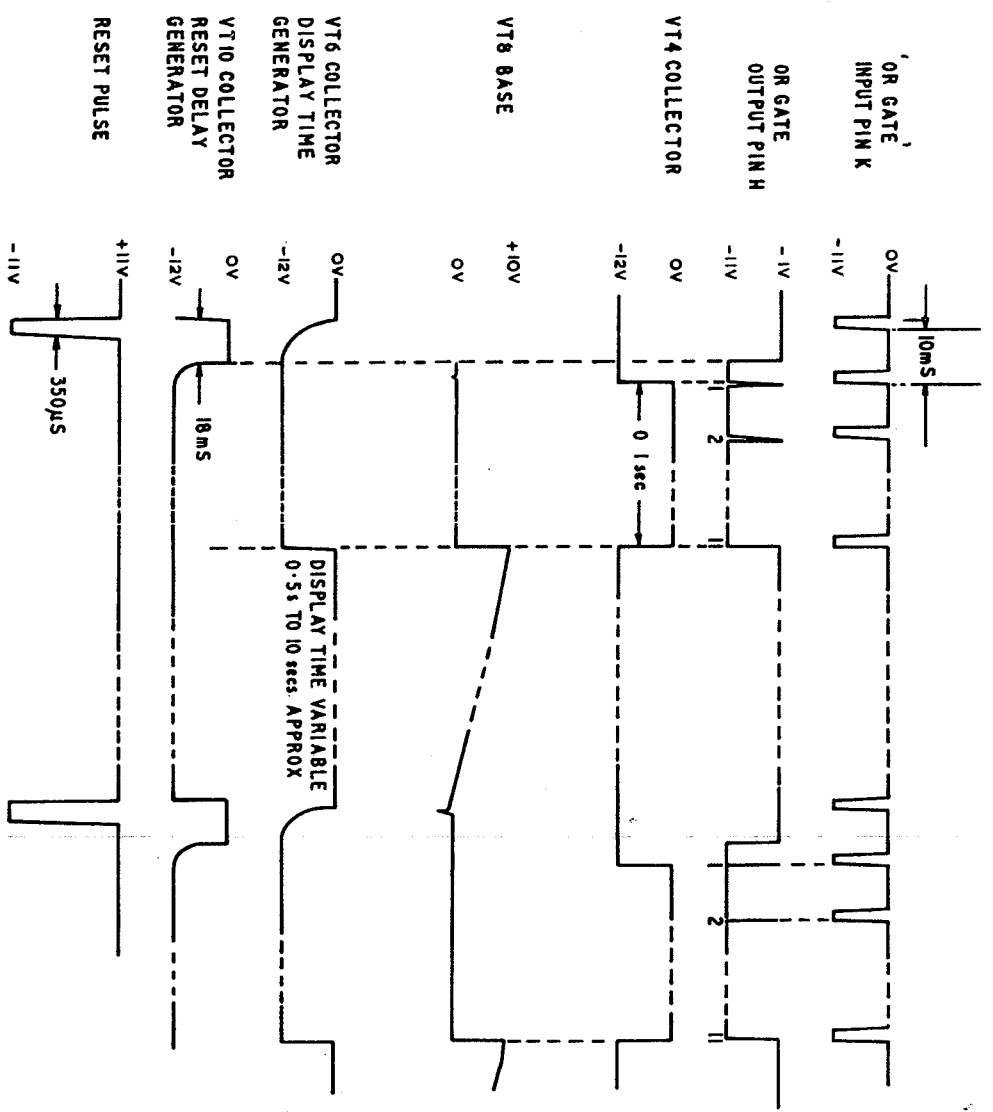 'OR GATE'
INPUT PIN K
0V
-11V
10mS
OR GATE
OUTPUT PIN H
-1V
-11V
1
2
11
1
2
11
VT4 COLLECTOR
0V
-12V
0 1 sec
VT8 BASE
+10V
0V
VT6 COLLECTOR
DISPLAY TIME
GENERATOR
0V
-12V
DISPLAY TIME VARIABLE
0·5s TO 10 secs. APPROX
VT10 COLLECTOR
RESET DELAY
GENERATOR
0V
-12V
18mS
RESET PULSE
+11V
-11V
350µS